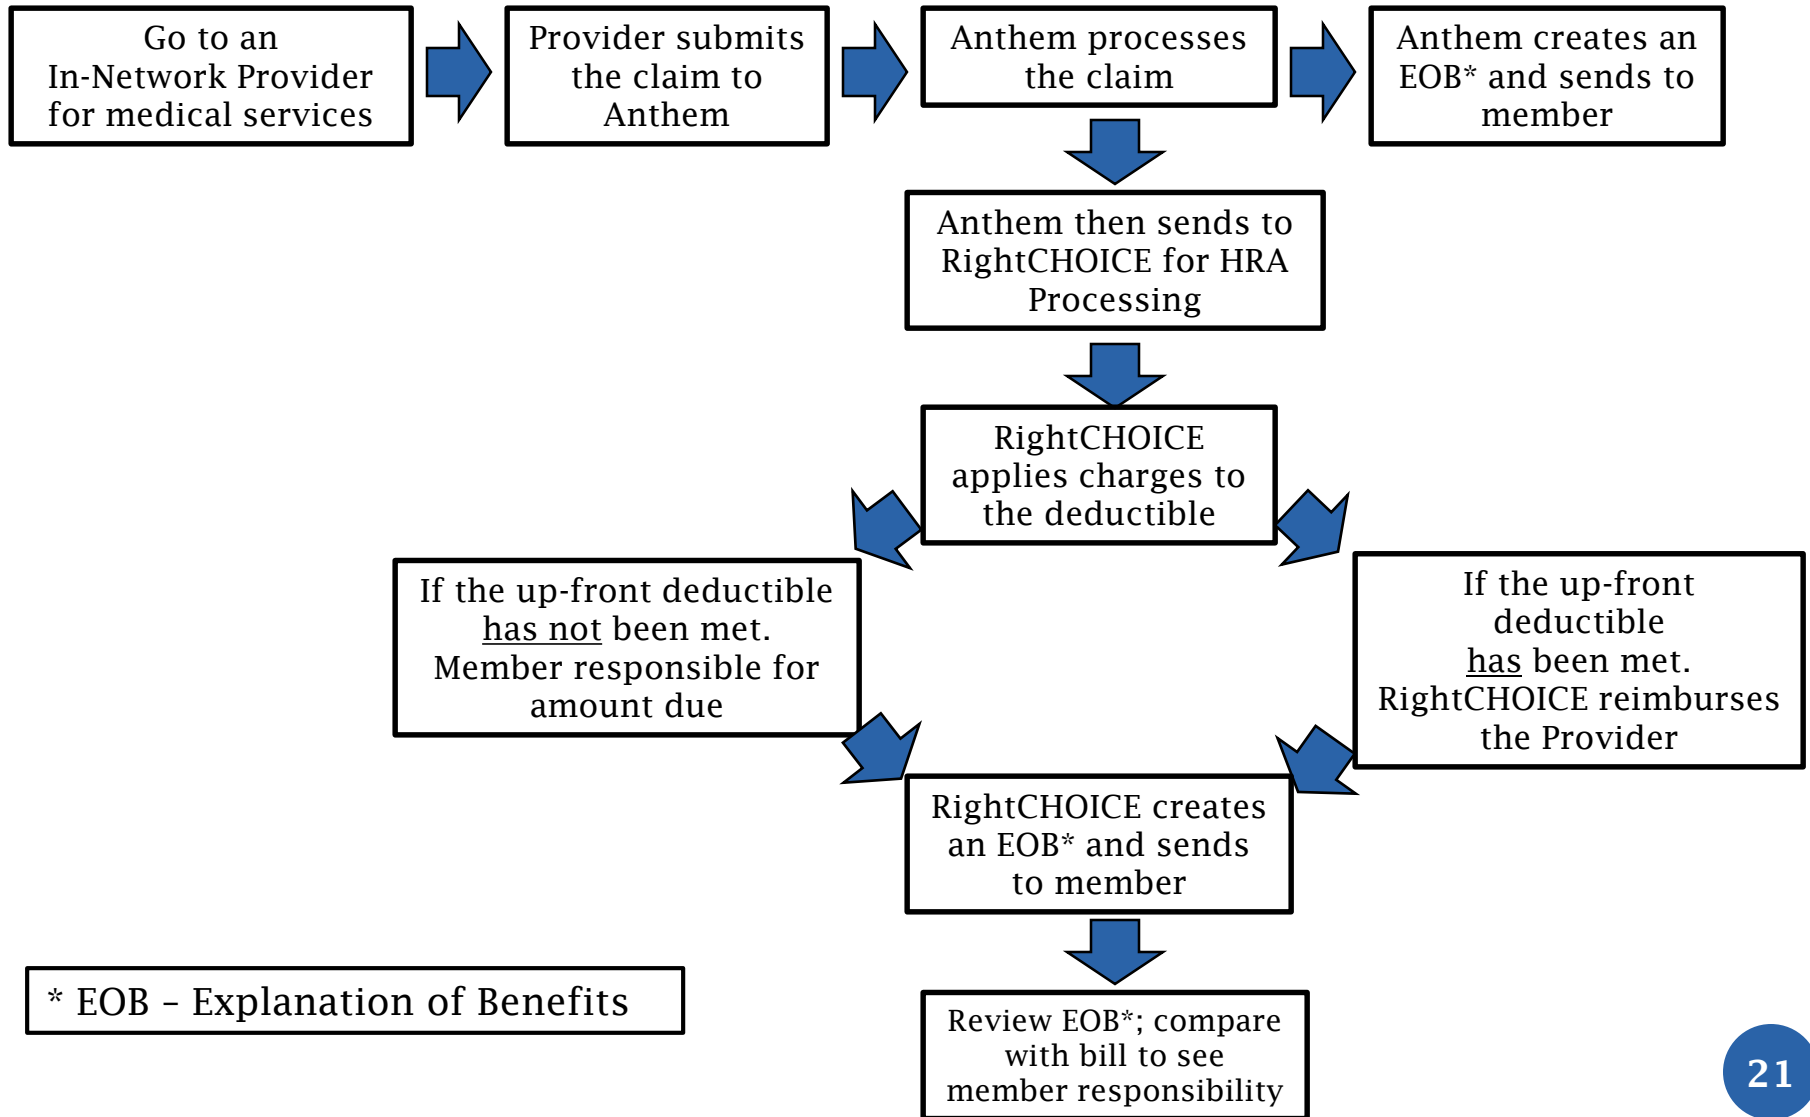 Go to an
In-Network Provider
for medical services
Provider submits
the claim to
Anthem
Anthem processes
the claim
Anthem creates an
EOB* and sends to
member
Anthem then sends to
RightCHOICE for HRA
Processing
RightCHOICE
applies charges to
the deductible
If the up-front deductible
has not been met.
Member responsible for
amount due
If the up-front
deductible
has been met.
RightCHOICE reimburses
the Provider
RightCHOICE creates
an EOB* and sends
to member
* EOB – Explanation of Benefits
Review EOB*; compare
with bill to see
member responsibility
21